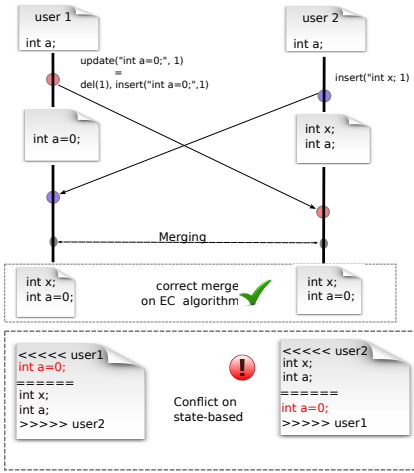 user 1
int a;
user 2
int a;
update("int a=0;", 1)
=
del(1), insert("int a=0;",1)
insert("int x; 1)
int a=0;
int x;
int a;
Merging
int x;
int a=0;
correct merge
on EC algorithm
int x;
int a=0;
<<<<< user1
int a=0;
======
int x;
int a;
>>>>> user2
Conflict on
state-based
<<<<< user2
int x;
int a;
======
int a=0;
>>>>> user1